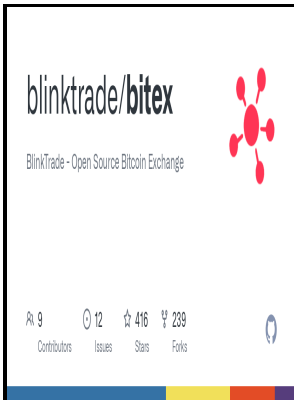 blinktrade/bitex
BlinkTrade - Open Source Bitcoin Exchange
9 12 416 239
Contributors Issues Stars Forks